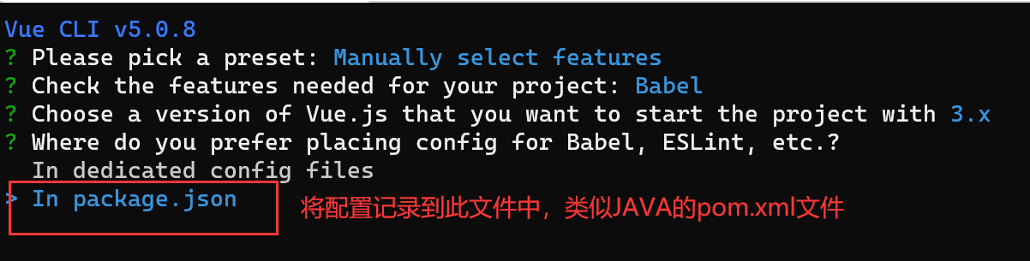 Vue CLI v5.0.8
? Please pick a preset: Manually select features
? Check the features needed for your project: Babel
? Choose a version of Vue.js that you want to start the project with 3.x
? Where do you prefer placing config for Babel, ESLint, etc.?
In dedicated config files
> In package.json 将配置记录到此文件中，类似JAVA的pom.xml文件